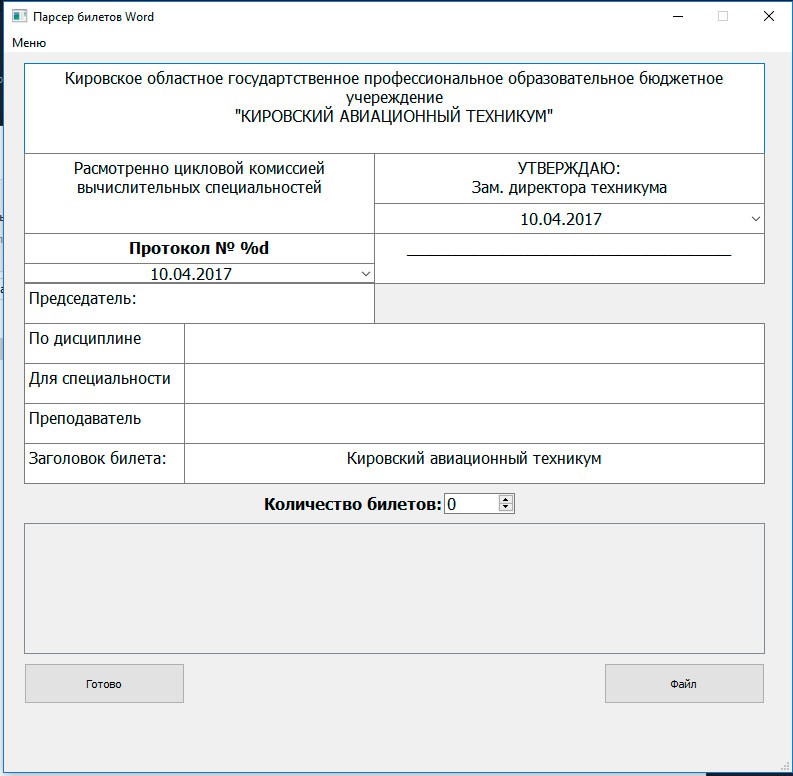 Парсер билетов Word
Меню
Кировское областное государтственное профессиональное образовательное бюджетное
учереждение
"КИРОВСКИЙ АВИАЦИОННЫЙ ТЕХНИКУМ"
Расмотренно цикловой комиссией
вычислительных специальностей
УТВЕРЖДАЮ:
Зам. директора техникума
10.04.2017
Протокол № %d
10.04.2017
Председатель:
По дисциплине
Для специальности
Преподаватель
Заголовок билета:
Кировский авиационный техникум
Количество билетов: 0
Готово
Файл